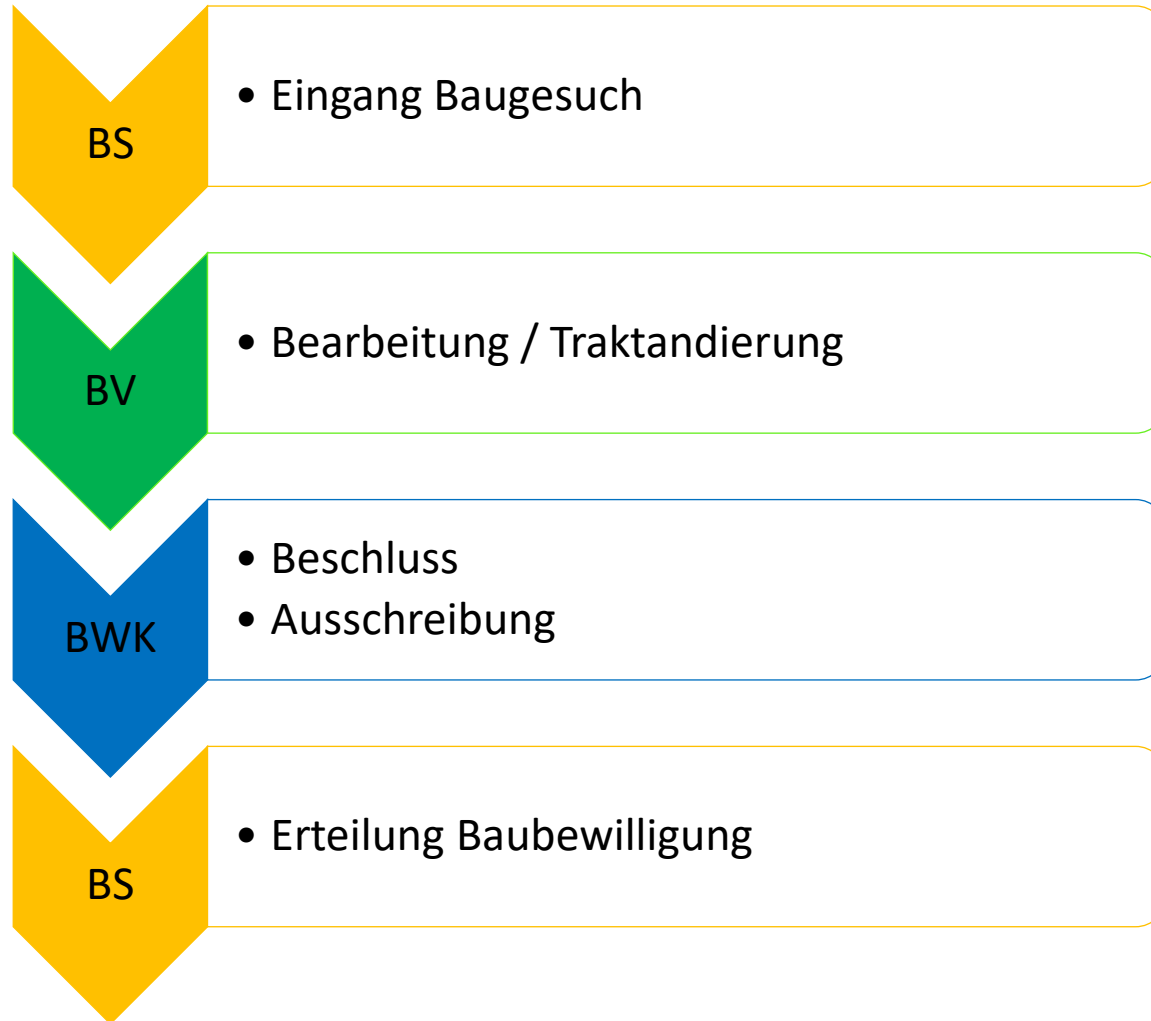 BS
• Eingang Baugesuch
BV
• Bearbeitung / Traktandierung
BWK
• Beschluss
• Ausschreibung
BS
• Erteilung Baubewilligung